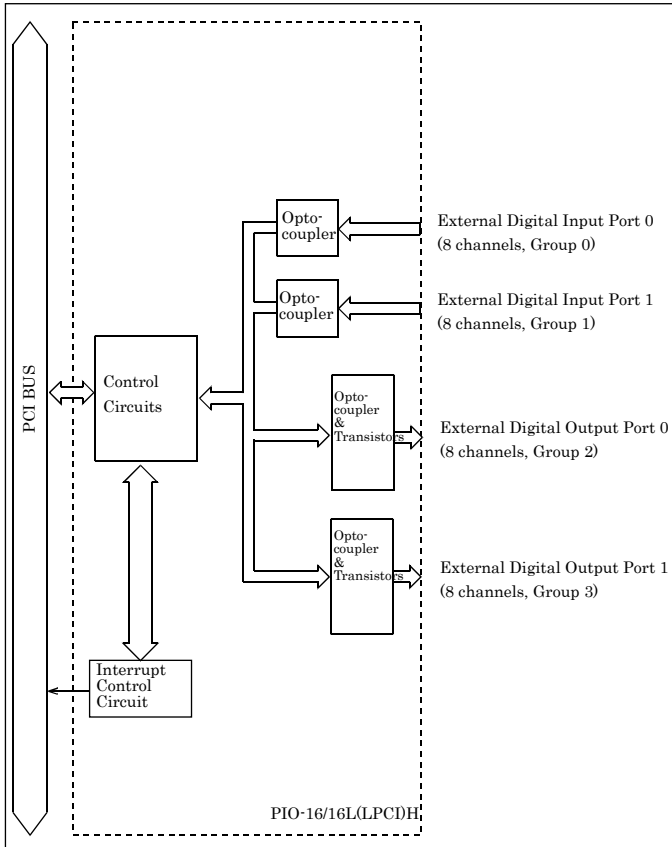 PCI BUS
Control
Circuits
Interrupt
Control
Circuit
Opto-
coupler
Opto-
coupler
Opto-
coupler
&
Transistors
Opto-
coupler
&
Transistors
External Digital Input Port 0
(8 channels, Group 0)
External Digital Input Port 1
(8 channels, Group 1)
External Digital Output Port 0
(8 channels, Group 2)
External Digital Output Port 1
(8 channels, Group 3)
PIO-16/16L(LPCI)H